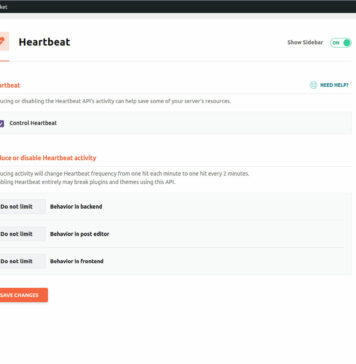 ket
Heartbeat
Show Sidebar
ON
artbeat
NEED HELP?
ucing or disabling the Heartbeat API's activity can help save some of your server's resources.
Control Heartbeat
duce or disable Heartbeat activity
ucing activity will change Heartbeat frequency from one hit each minute to one hit every 2 minutes.
abling Heartbeat entirely may break plugins and themes using this API.
Do not limit Behavior in backend
Do not limit Behavior in post editor
Do not limit Behavior in frontend
SAVE CHANGES